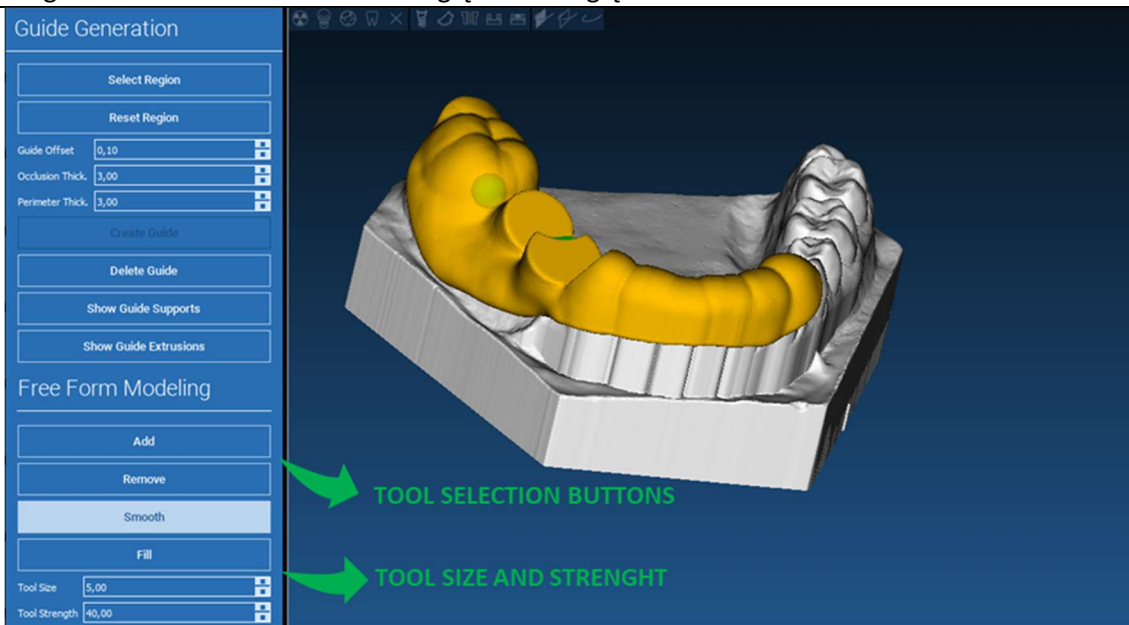 Guide Generation
Select Region
Reset Region
Guide Offset 0,10
Occlusion Thick. 3,00
Perimeter Thick. 3,00
Create Guide
Delete Guide
Show Guide Supports
Show Guide Extrusions
Free Form Modeling
Add
Remove
TOOL SELECTION BUTTONS
Smooth
Fill
TOOL SIZE AND STRENGHT
Tool Size 5,00
Tool Strength 40,00